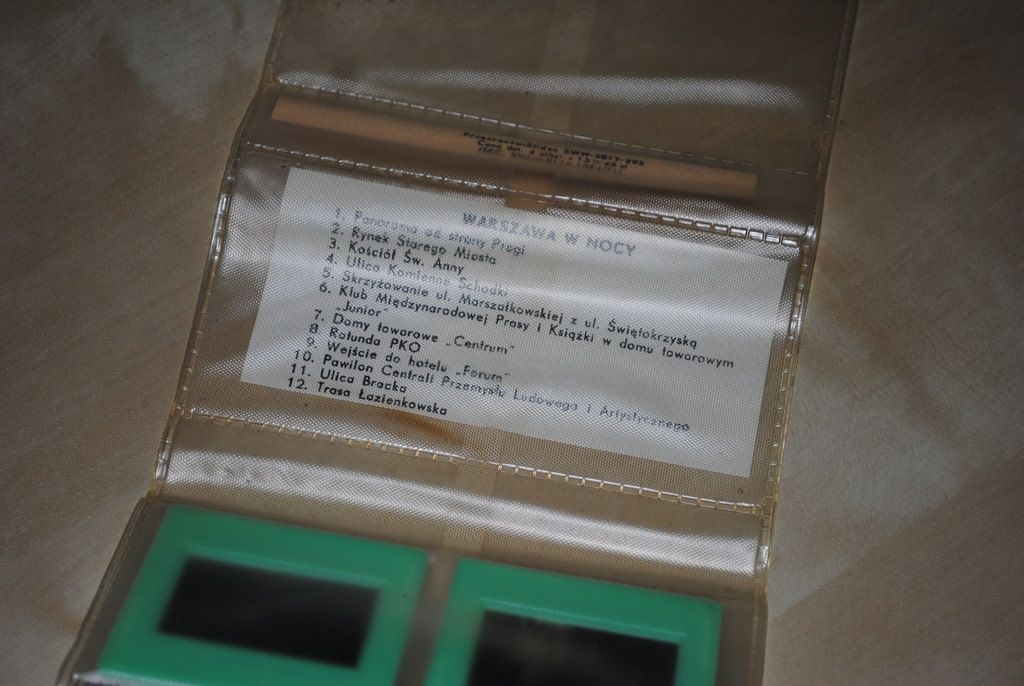 Przezrocza-Slides
WARSZAWA W NOCY
1. Panorama od strony Pragi
2. Rynek Starego Miasta
3. Kościół Św. Anny
4. Ulica Kamienne Schodki
5. Skrzyżowanie ul. Marszałkowskiej z ul. Świętokrzyską
6. Klub Międzynarodowej Prasy i Książki w domu towarowym
„Junior"
7. Domy towarowe „Centrum"
8. Rotunda PKO
9. Wejście do hotelu „Forum"
10. Pawilon Centrali Przemysłu Ludowego i Artystycznego
11. Ulica Bracka
12. Trasa Łazienkowska